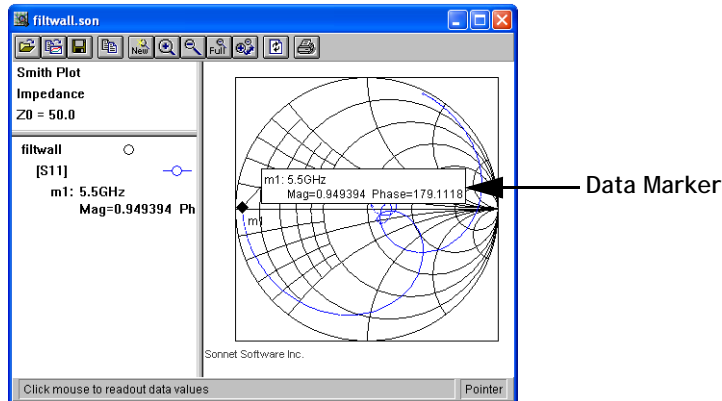 filtwall.son
New
Full
Smith Plot
Impedance
Z0 = 50.0
filtwall
[S11]
m1: 5.5GHz
Mag=0.949394 Ph
m1: 5.5GHz
Mag=0.949394 Phase=179.1118
m1
Data Marker
Sonnet Software Inc.
Click mouse to readout data values
Pointer